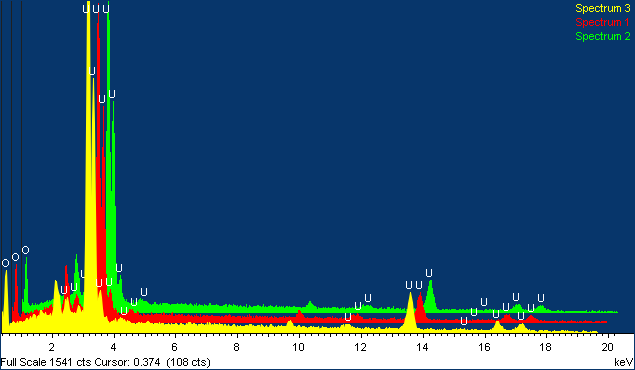 Spectrum 3
Spectrum 1
Spectrum 2
U U U
U
U U
O O O
U U U U U U U U U
U U U
U U
U U U U U U U U U
2 4 6 8 10 12 14 16 18 20
Full Scale 1541 cts Cursor: 0.374 (108 cts) keV